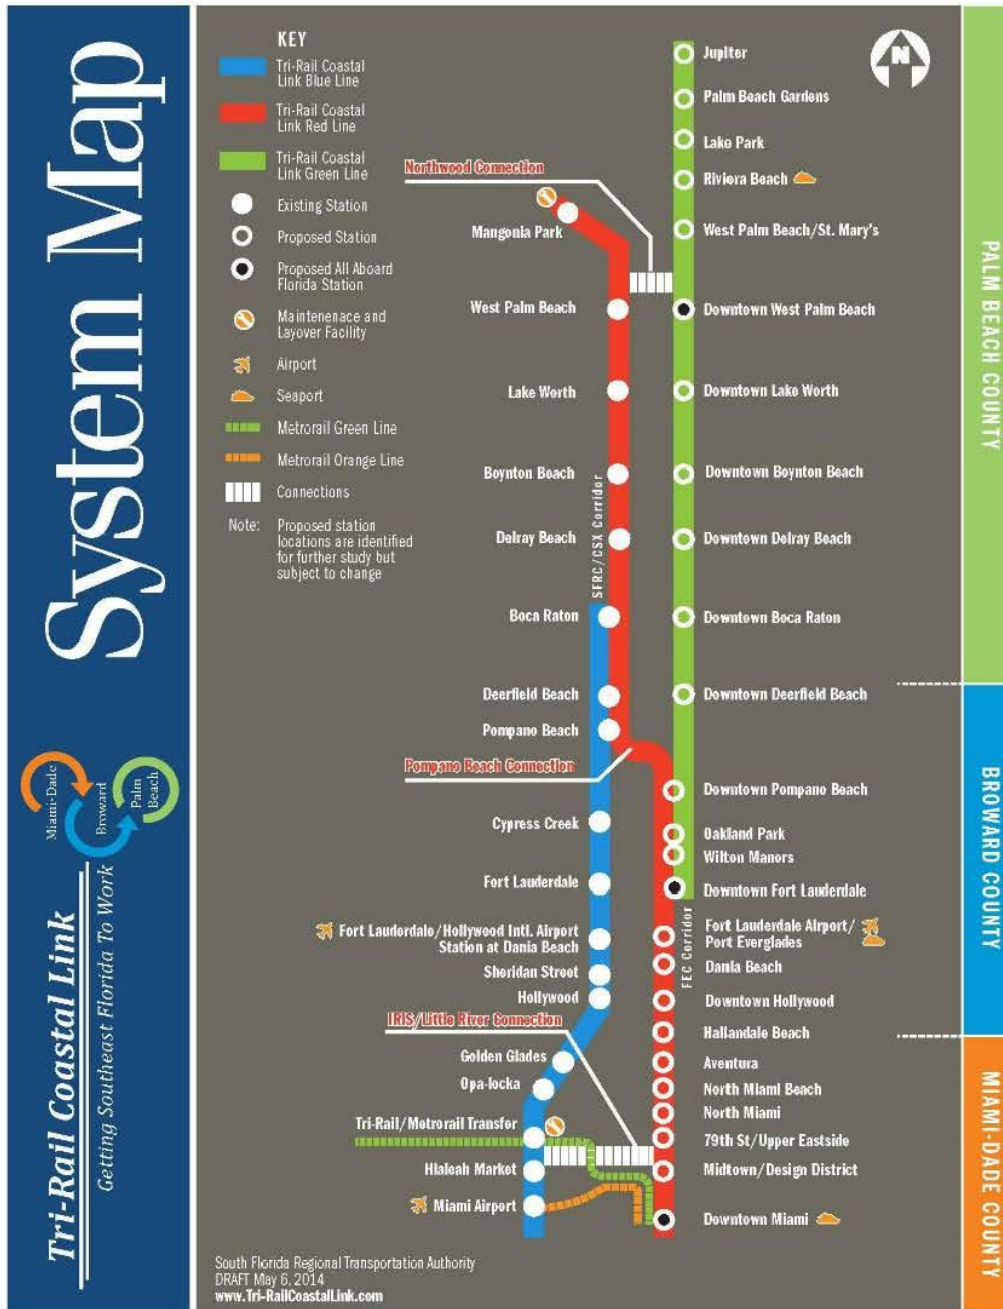 System Map
Miami-Dade
Broward
Palm
Beach
Tri-Rail Coastal Link
Getting Southeast Florida To Work
KEY
Tri-Rail Coastal
Link Blue Line
Tri-Rail Coastal
Link Red Line
Tri-Rail Coastal
Link Green Line
Existing Station
Proposed Station
Proposed All Aboard
Florida Station
Maintenenace and
Layover Facility
Airport
Seaport
Metrorail Green Line
Metrorail Orange Line
Connections
Note: Proposed station
locations are identified
for further study but
subject to change
N
Northwood Connection
Mangonia Park
West Palm Beach
Lake Worth
Boynton Beach
Delray Beach
SFRC/CSX Corridor
Boca Raton
Deerfield Beach
Pompano Beach
Pompano Beach Connection
Cypress Creek
Fort Lauderdale
Fort Lauderdale/Hollywood Intl. Airport
Station at Dania Beach
Sheridan Street
Hollywood
IRIS/Little River Connection
Golden Glades
Opa-locka
Tri-Rail/Metrorail Transfer
Hialeah Market
Miami Airport
Jupiter
Palm Beach Gardens
Lake Park
Riviera Beach
West Palm Beach/St. Mary's
Downtown West Palm Beach
Downtown Lake Worth
Downtown Boynton Beach
Downtown Delray Beach
Downtown Boca Raton
Downtown Deerfield Beach
Downtown Pompano Beach
Oakland Park
Wilton Manors
Downtown Fort Lauderdale
FEC Corridor
Fort Lauderdale Airport/
Port Everglades
Dania Beach
Downtown Hollywood
Hallandale Beach
Aventura
North Miami Beach
North Miami
79th St/Upper Eastside
Midtown/Design District
Downtown Miami
PALM BEACH COUNTY
BROWARD COUNTY
MIAMI-DADE COUNTY
South Florida Regional Transportation Authority
DRAFT May 6, 2014
www.Tri-RailCoastalLink.com